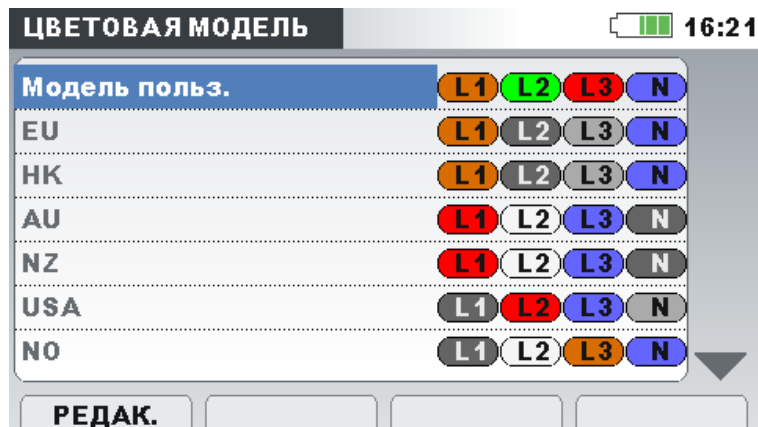 ЦВЕТОВАЯ МОДЕЛЬ 16:21
Модель польз. L1 L2 L3 N
EU L1 L2 L3 N
HK L1 L2 L3 N
AU L1 L2 L3 N
NZ L1 L2 L3 N
USA L1 L2 L3 N
NO L1 L2 L3 N
РЕДАК.